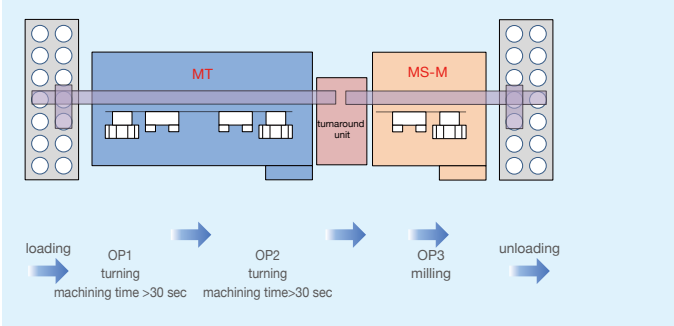 MT
MS-M
turnaround
unit
loading
OP1
turning
machining time >30 sec
OP2
turning
machining time>30 sec
OP3
milling
unloading